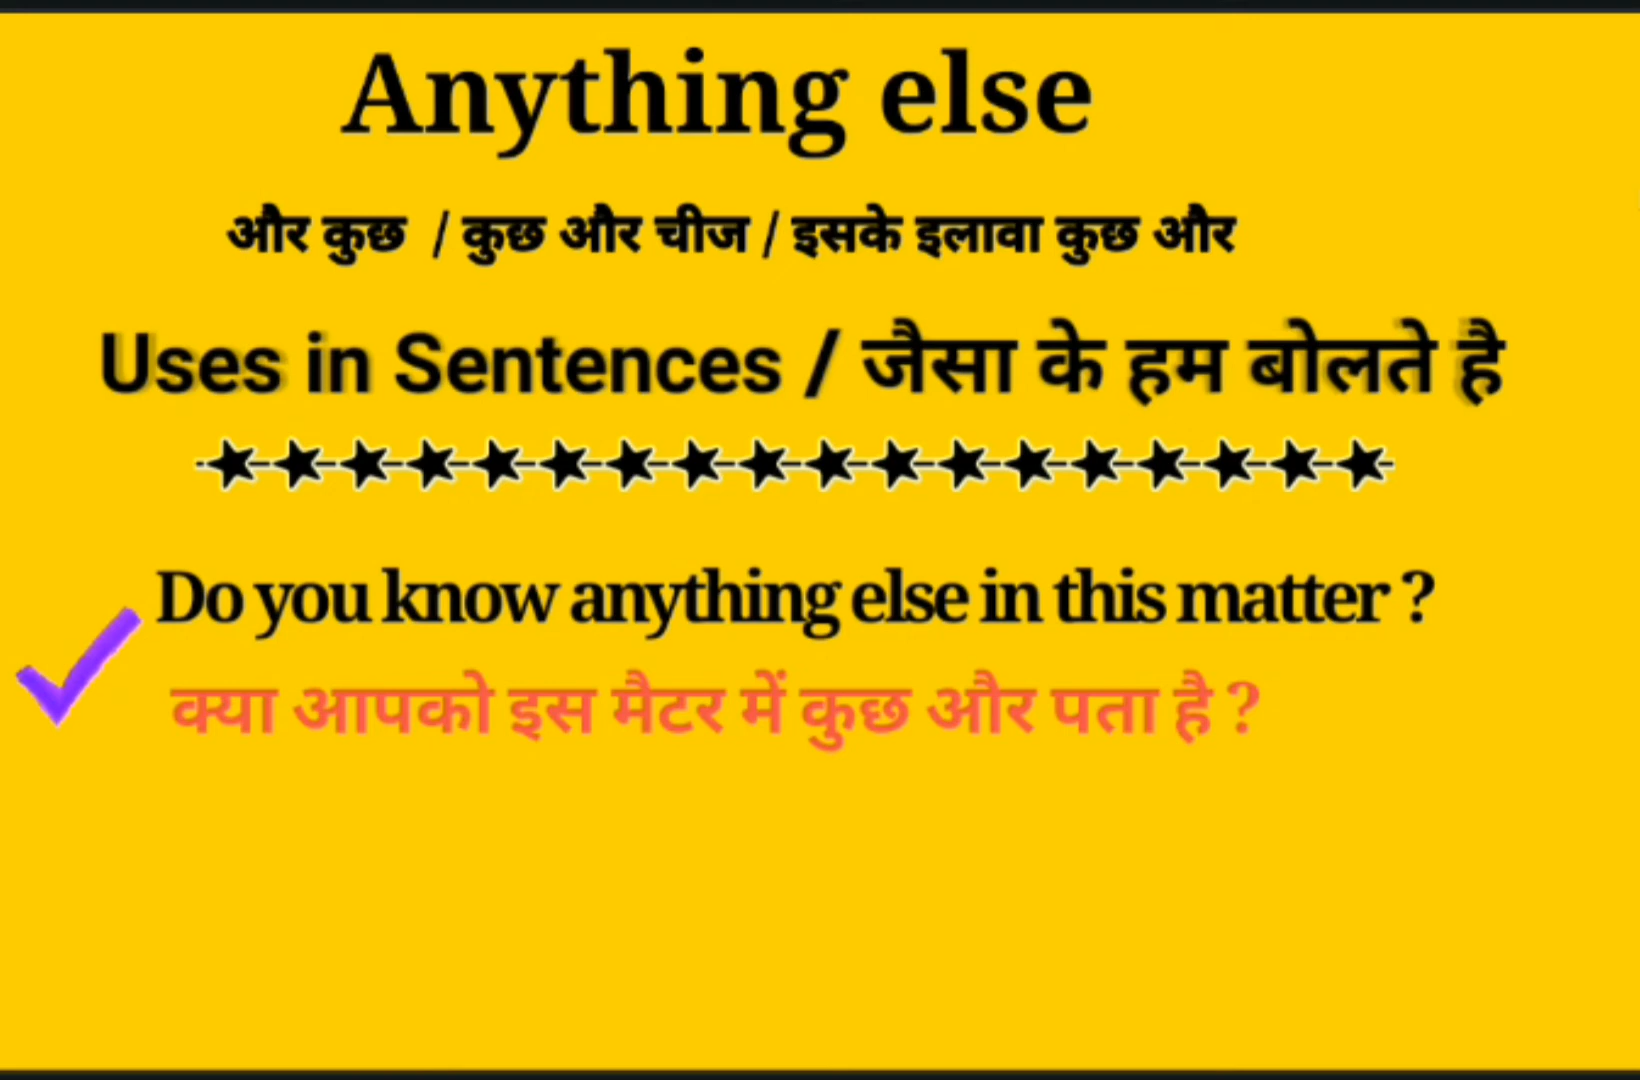 Anything else
और कुछ / कुछ और चीज / इसके इलावा कुछ और
Uses in Sentences / जैसा के हम बोलते है
Do you know anything else in this matter ?
क्या आपको इस मैटर में कुछ और पता है ?